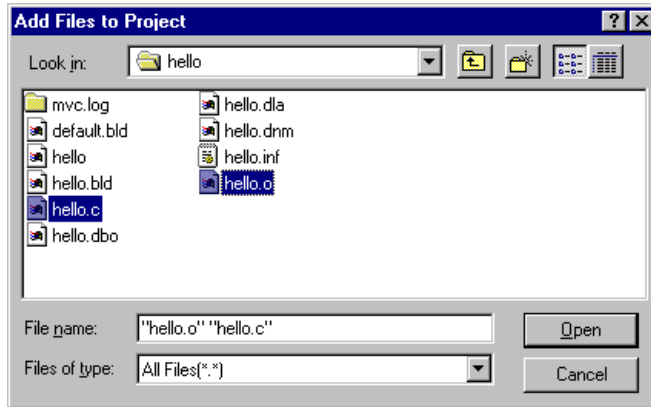 Add Files to Project
Look in: hello
mvc.log
default.bld
hello
hello.bld
hello.c
hello.dbo
hello.dla
hello.dnm
hello.inf
hello.o
File name: "hello.o" "hello.c"
Open
Files of type: All Files(*.*)
Cancel